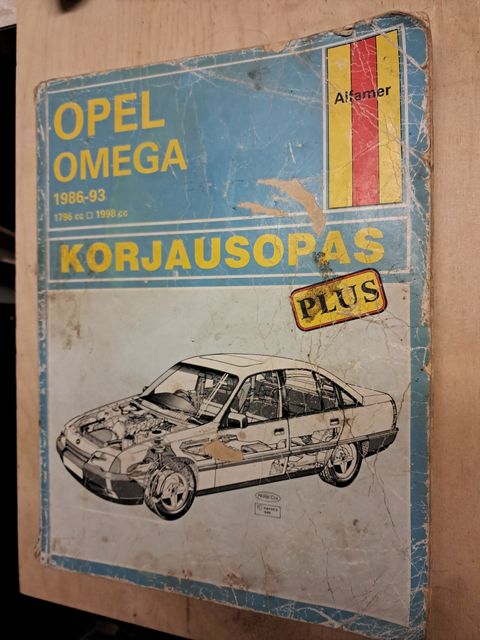 Alfamer
OPEL
OMEGA
1986-93
1796 cc □ 1998 cc
KORJAUSOPAS
PLUS